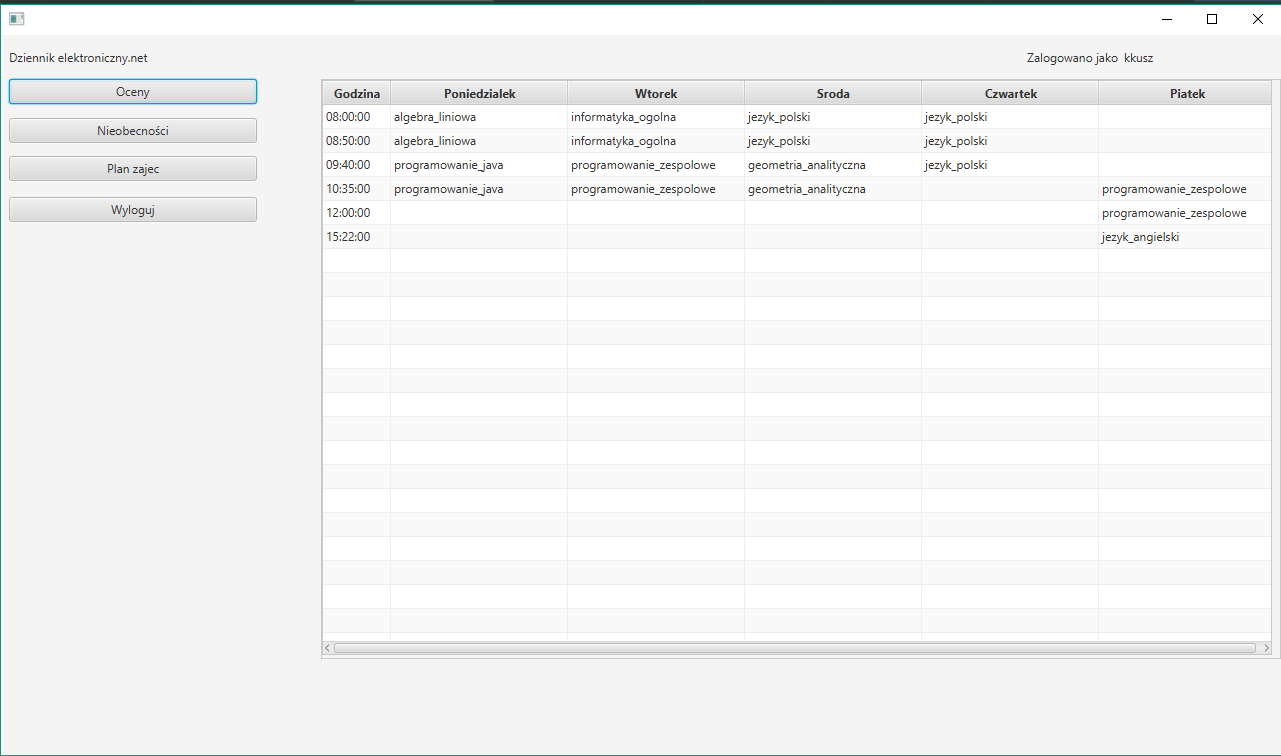 Dziennik elektroniczny.net
Zalogowano jako kkusz
Oceny
Nieobecności
Plan zajec
Wyloguj
Godzina Poniedzialek Wtorek Sroda Czwartek Piatek
08:00:00 algebra_liniowa informatyka_ogolna jezyk_polski jezyk_polski
08:50:00 algebra_liniowa informatyka_ogolna jezyk_polski jezyk_polski
09:40:00 programowanie_java programowanie_zespolowe geometria_analityczna jezyk_polski
10:35:00 programowanie_java programowanie_zespolowe geometria_analityczna programowanie_zespolowe
12:00:00 programowanie_zespolowe
15:22:00 jezyk_angielski